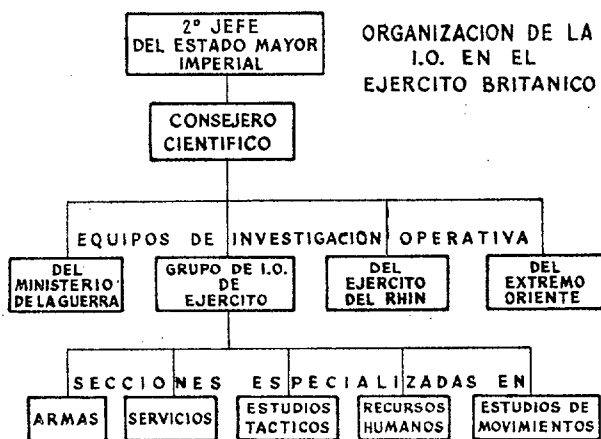 2º JEFE
DEL ESTADO MAYOR
IMPERIAL
ORGANIZACION DE LA
I.O. EN EL
EJERCITO BRITANICO
CONSEJERO
CIENTIFICO
EQUIPOS DE INVESTIGACIÓN OPERATIVA
DEL
MINISTERIO
DE LA GUERRA
GRUPO DE I.O.
DE
EJERCITO
DEL
EJERCITO
DEL RHIN
DEL
EXTREMO
ORIENTE
SECCIONES ESPECIALIZADAS EN
ARMAS
SERVICIOS
ESTUDIOS
TACTICOS
RECURSOS
HUMANOS
ESTUDIOS DE
MOVIMIENTOS